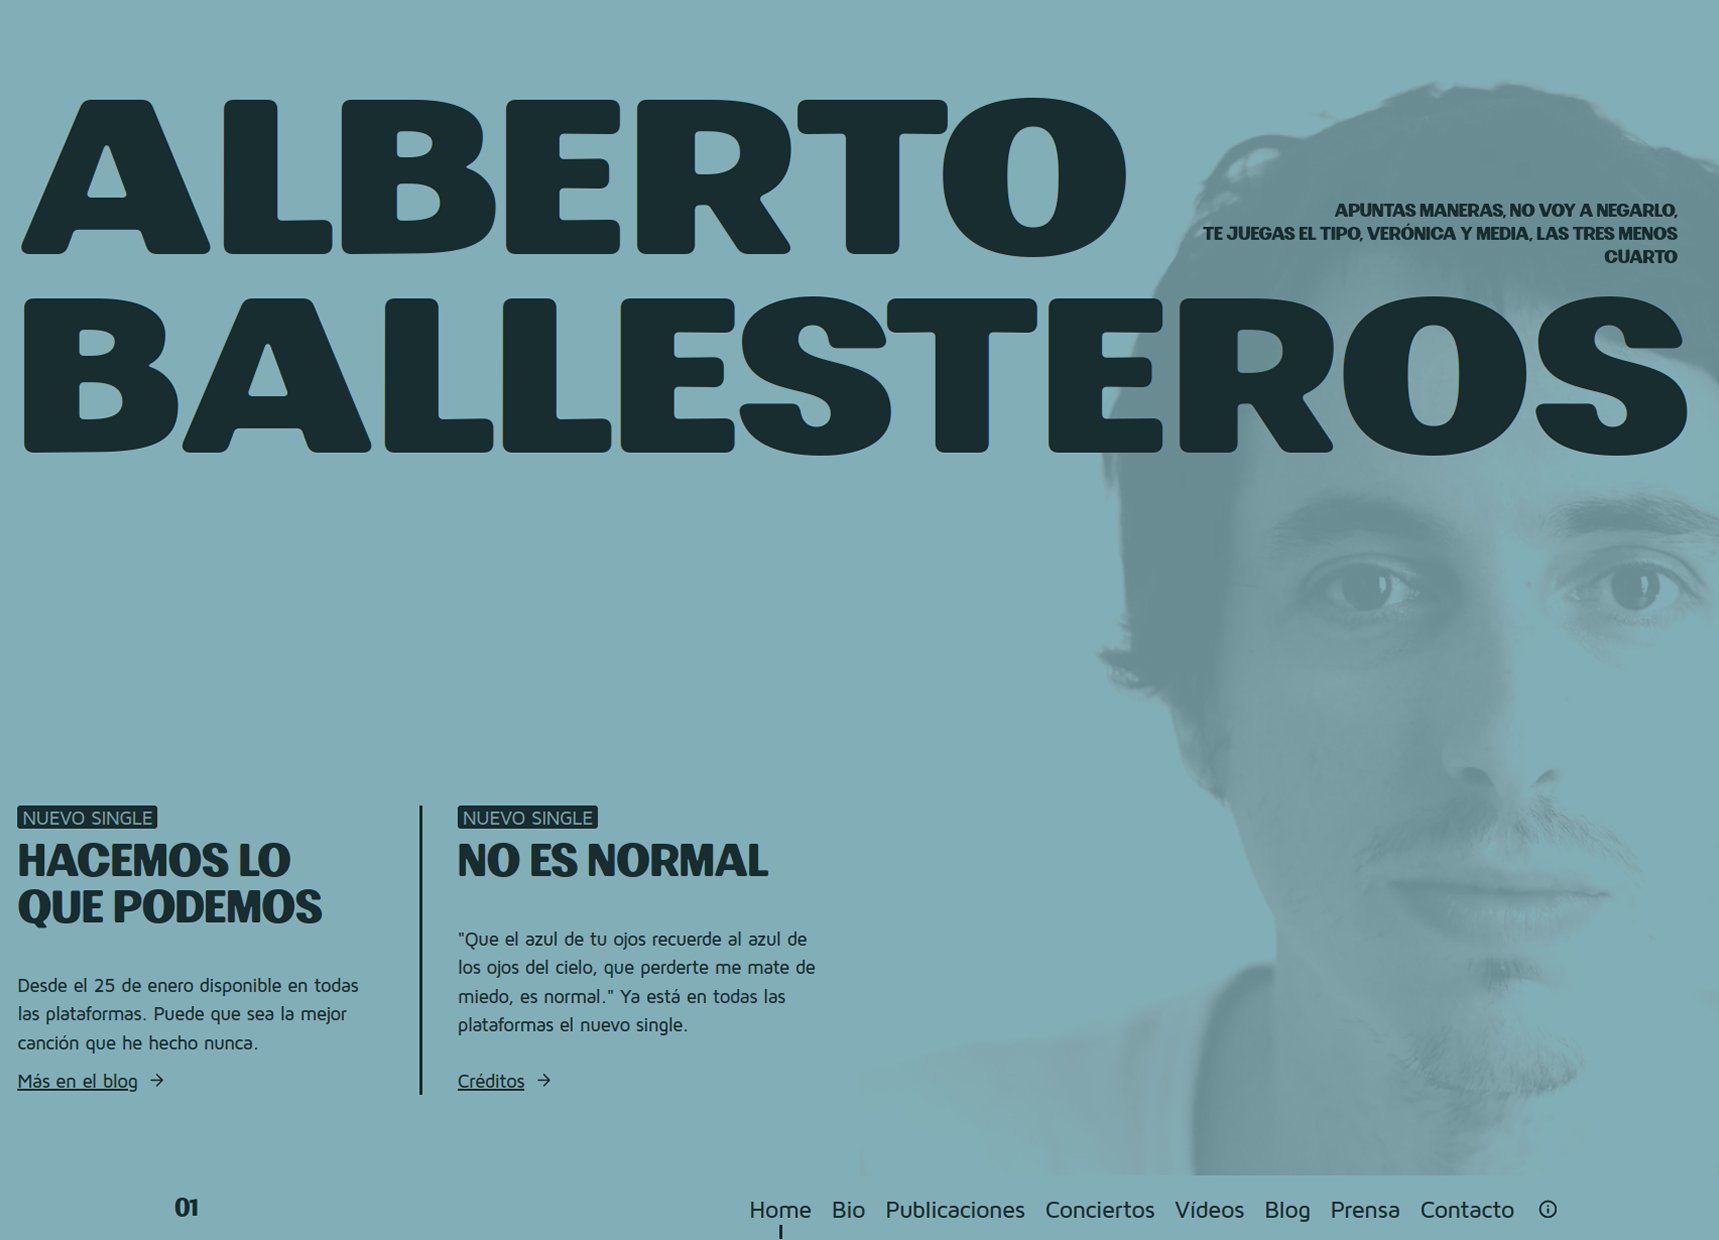 ALBERTO
BALLESTEROS
APUNTAS MANERAS, NO VOY A NEGARLO,
TE JUEGAS EL TIPO, VERÓNICA Y MEDIA, LAS TRES MENOS
CUARTO
NUEVO SINGLE
HACEMOS LO
QUE PODEMOS
Desde el 25 de enero disponible en todas
las plataformas. Puede que sea la mejor
canción que he hecho nunca.
Más en el blog →
NUEVO SINGLE
NO ES NORMAL
"Que el azul de tu ojos recuerde al azul de
los ojos del cielo, que perderte me mate de
miedo, es normal." Ya está en todas las
plataformas el nuevo single.
Créditos →
01
Home Bio Publicaciones Conciertos Vídeos Blog Prensa Contacto